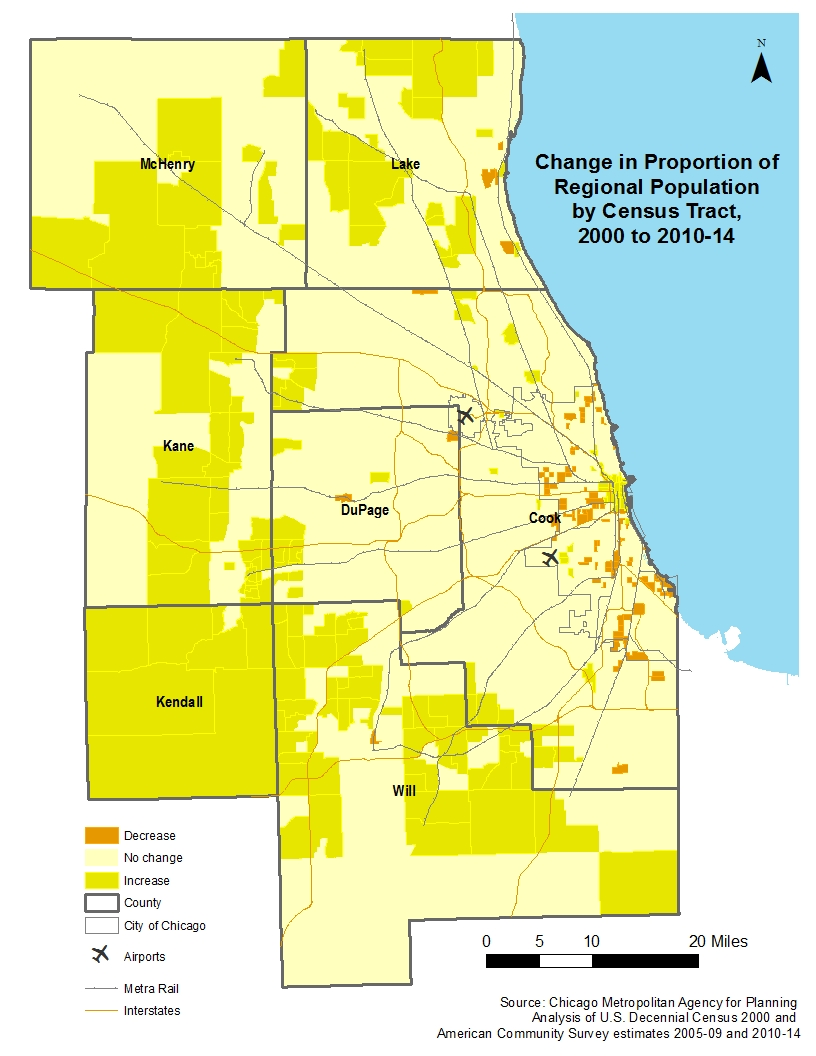 N
Change in Proportion of
Regional Population
by Census Tract,
2000 to 2010-14
McHenry
Lake
Kane
DuPage
Cook
Kendall
Will
Decrease
No change
Increase
County
City of Chicago
Airports
Metra Rail
Interstates
0 5 10 20 Miles
Source: Chicago Metropolitan Agency for Planning
Analysis of U.S. Decennial Census 2000 and
American Community Survey estimates 2005-09 and 2010-14